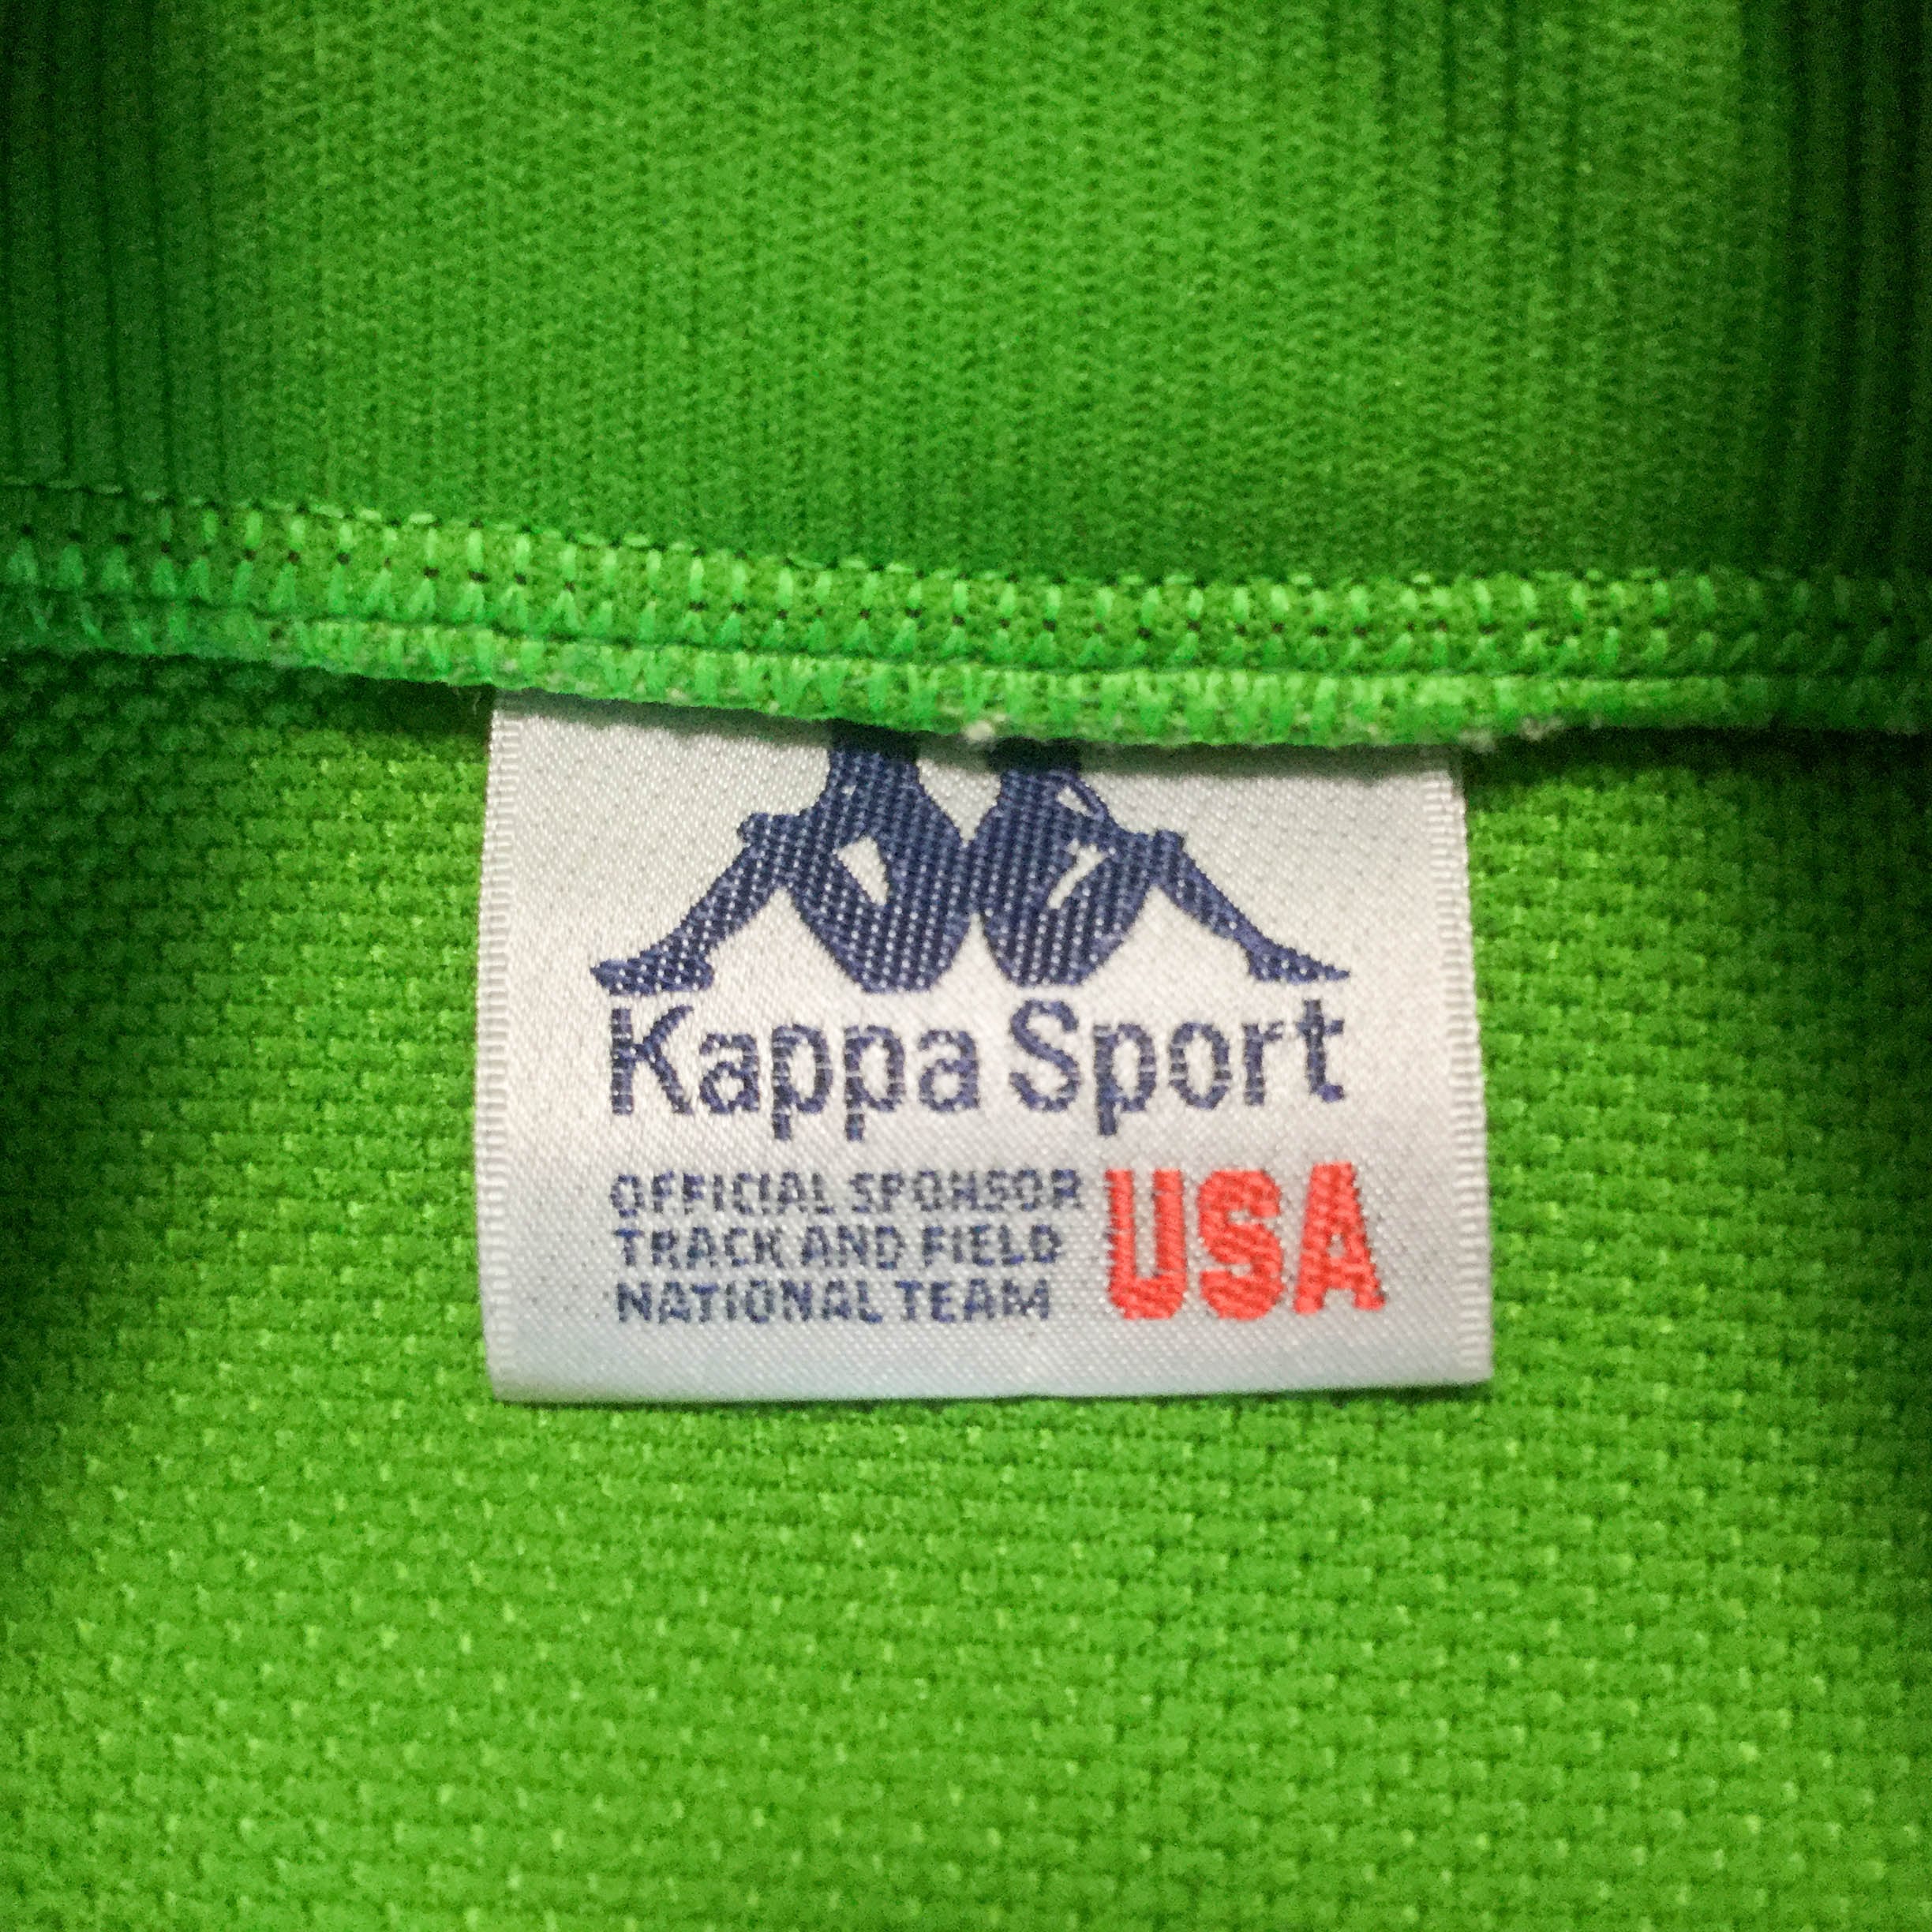 Kappa Sport
OFFICIAL SPONSOR
TRACK AND FIELD
NATIONAL TEAM
USA